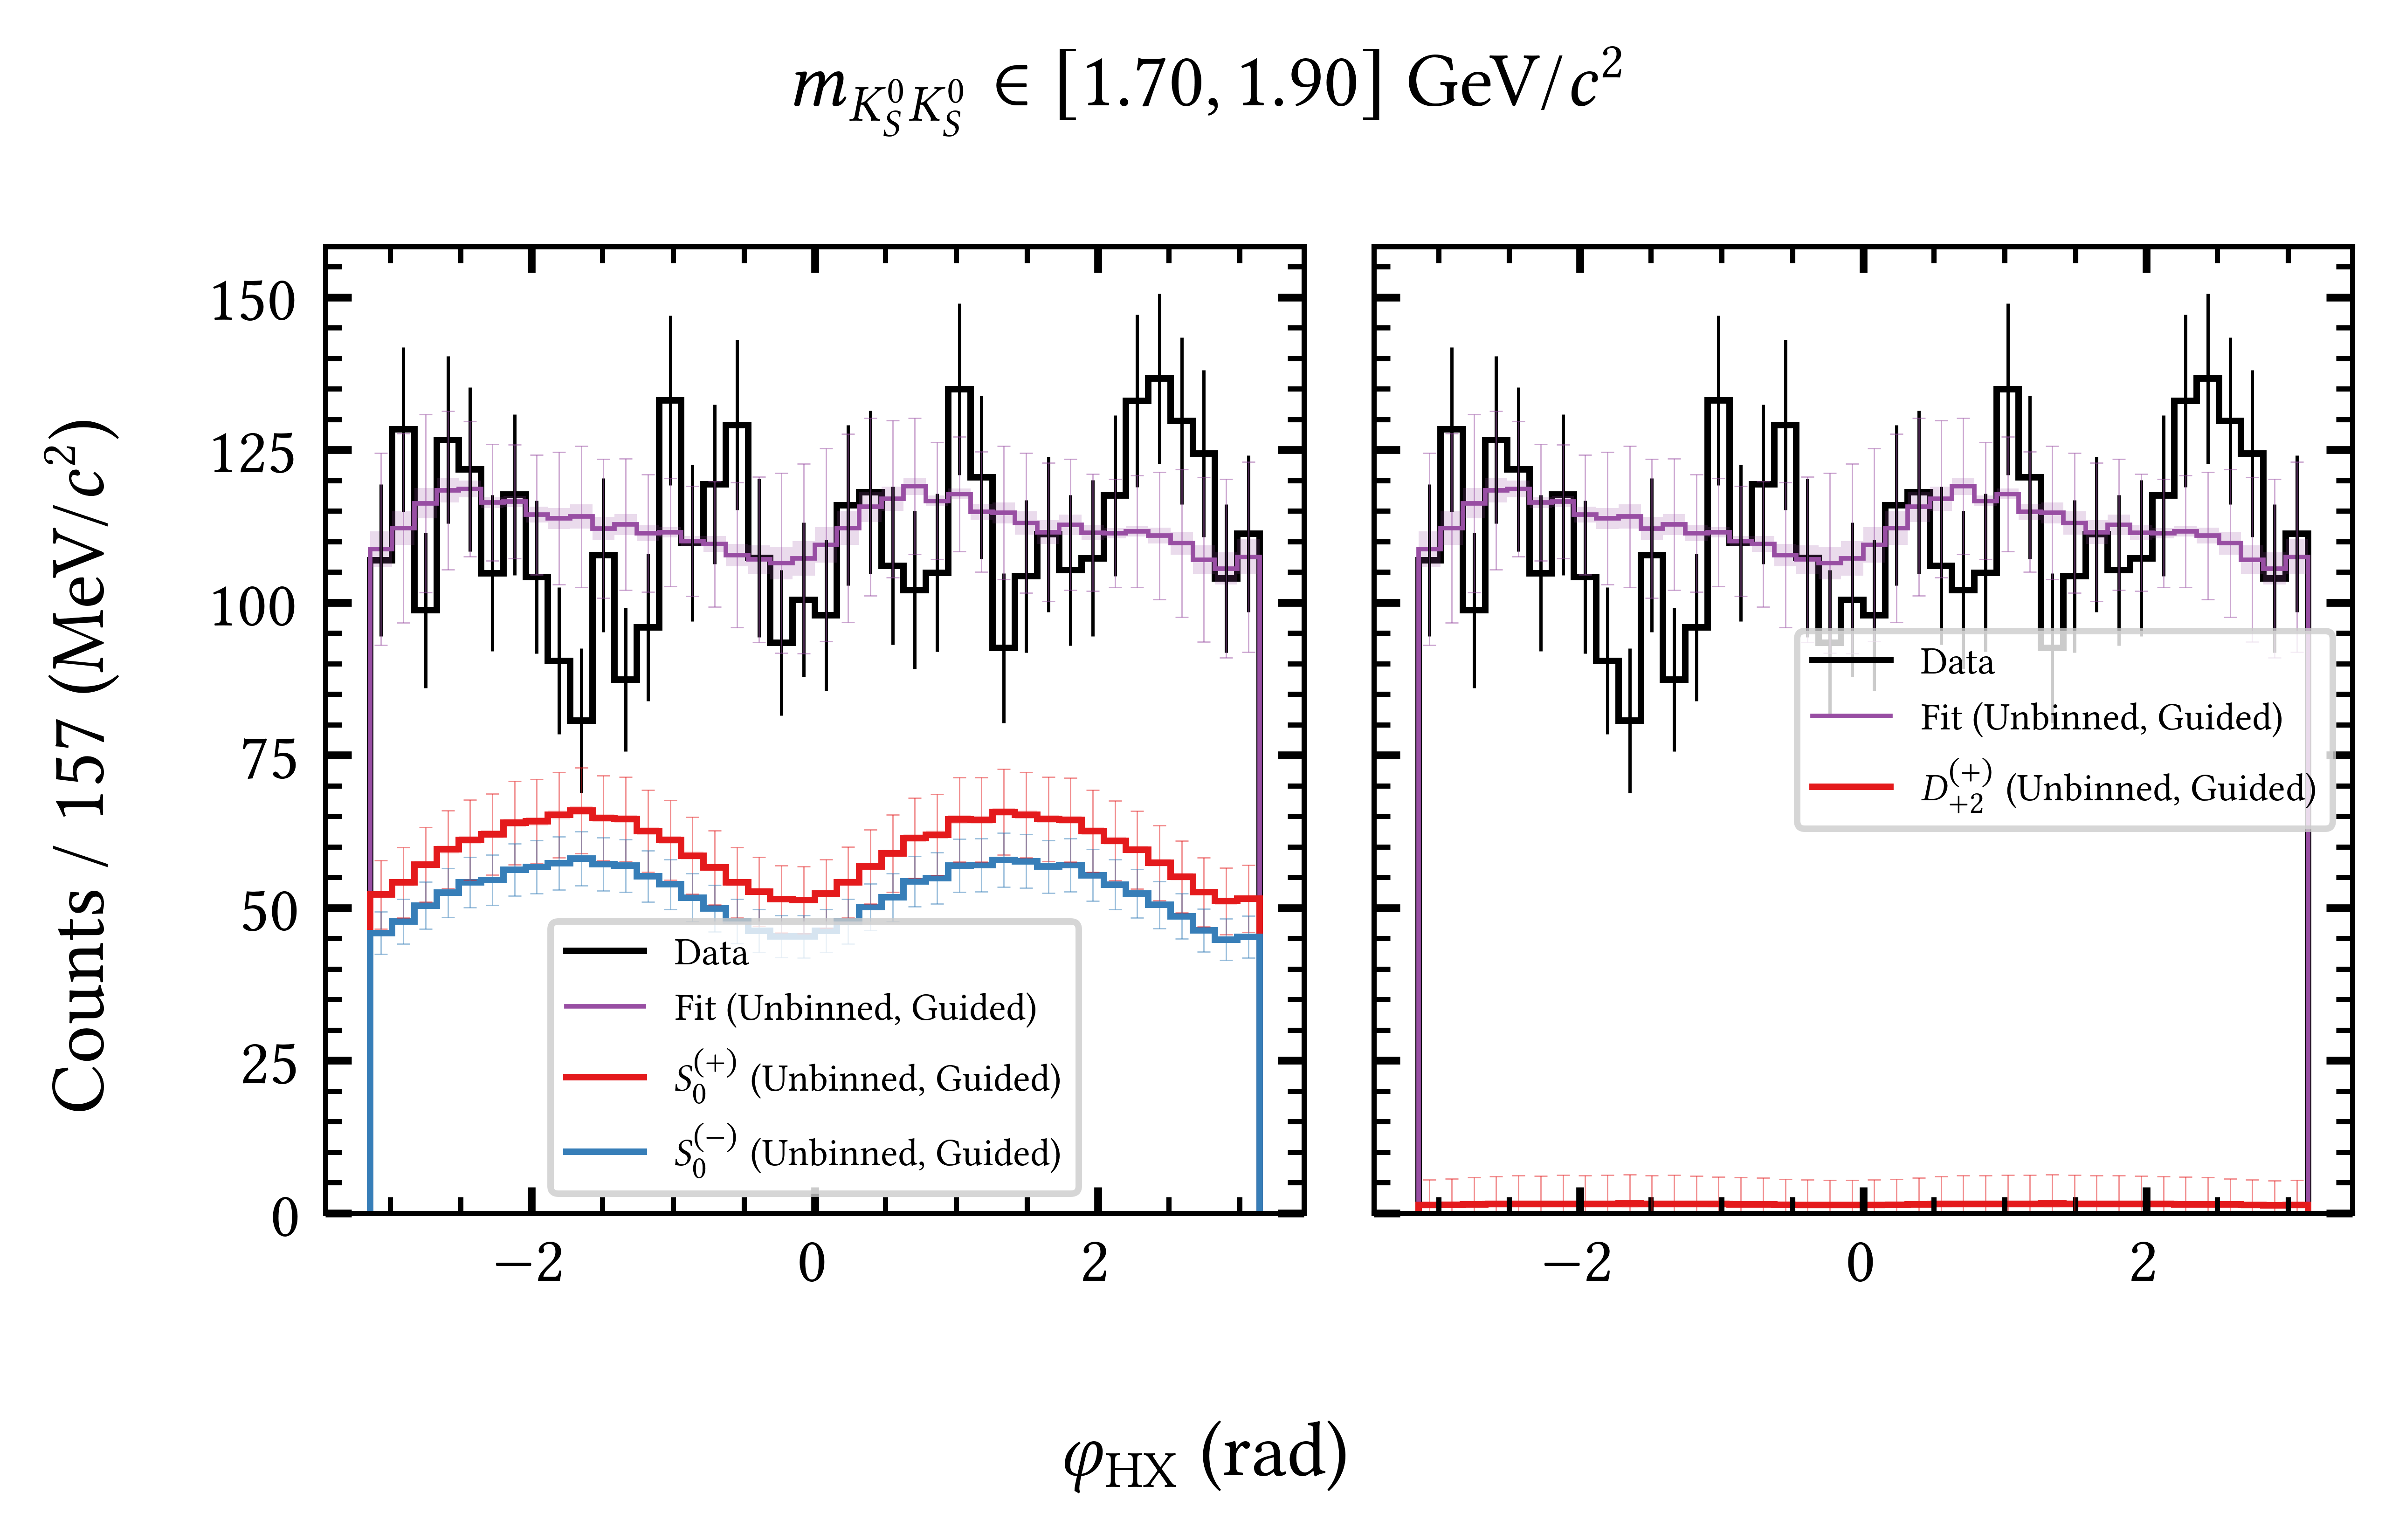 m_{K_S^0 K_S^0} ∈ [1.70, 1.90] GeV/c²
Counts / 157 (MeV/c²)
150
125
100
75
50
25
0
Data
Fit (Unbinned, Guided)
S_0^{(+)} (Unbinned, Guided)
S_0^{(−)} (Unbinned, Guided)
−2 0 2
Data
Fit (Unbinned, Guided)
D_{+2}^{(+)} (Unbinned, Guided)
−2 0 2
φ_{HX} (rad)